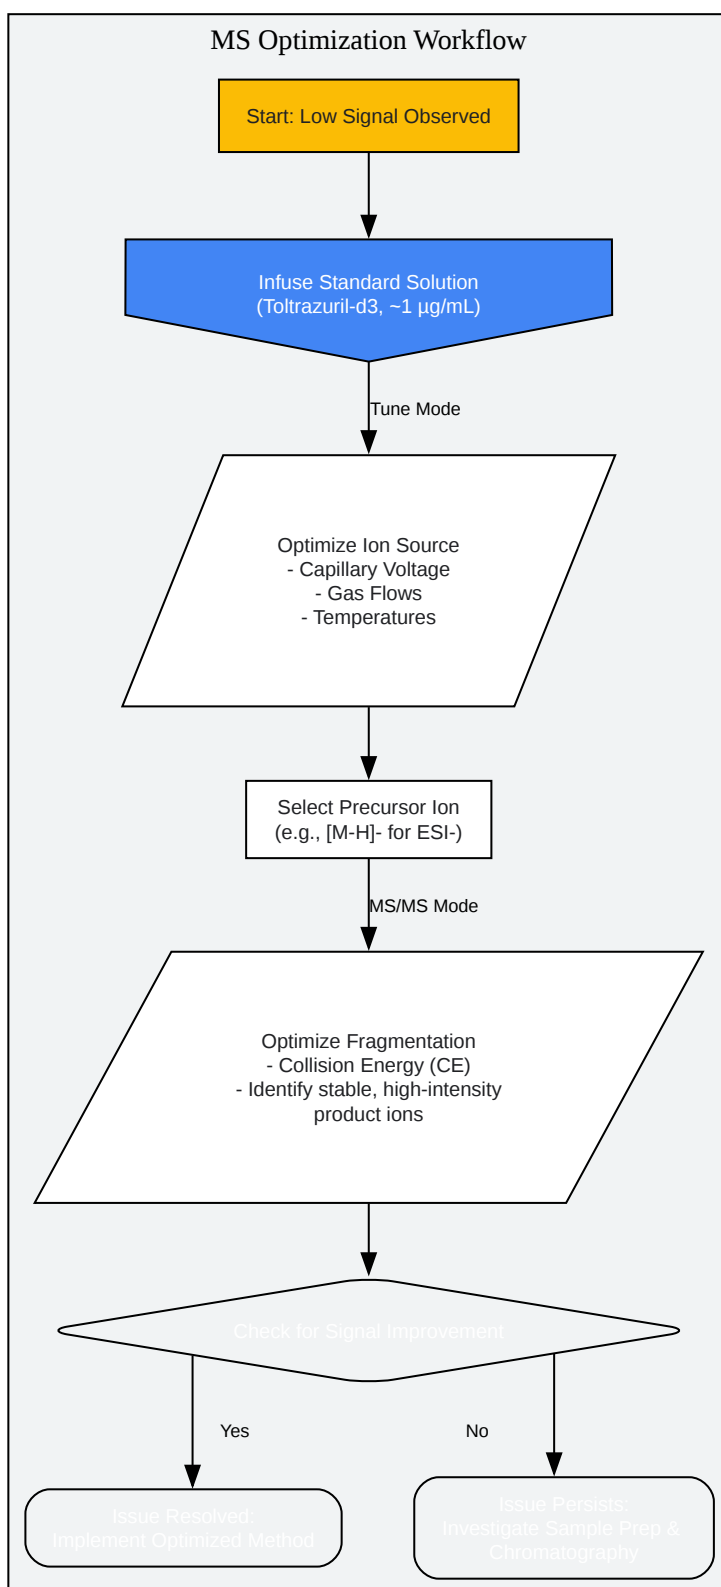 MS Optimization Workflow
Start: Low Signal Observed
Infuse Standard Solution
(Toltrazuril-d3, ~1 µg/mL)
Tune Mode
Optimize Ion Source
- Capillary Voltage
- Gas Flows
- Temperatures
Select Precursor Ion
(e.g., [M-H]- for ESI-)
MS/MS Mode
Optimize Fragmentation
- Collision Energy (CE)
- Identify stable, high-intensity
product ions
Check for Signal Improvement
Yes
No
Issue Resolved:
Implement Optimized Method
Issue Persists:
Investigate Sample Prep &
Chromatography